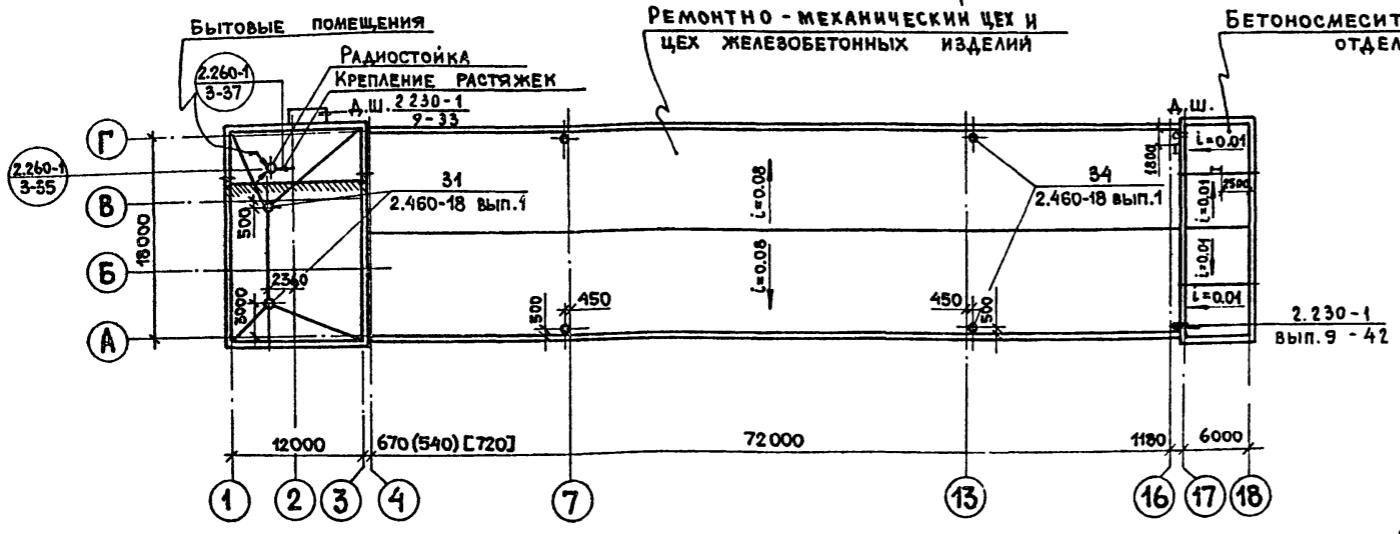 Бытовые помещения
Ремонтно-механический цех и
цех железобетонных изделий
Бетоносмесит
отдел
Радиостойка
Крепление растяжек
2.260-1
3-37
Д.Ш. 2 230-1
9-33
Д.Ш.
Г
2.260-1
3-55
В
Б
А
18000
500
3000
2340
31
2.460-18 вып.1
i=0.08
i=0.08
34
2.460-18 вып.1
500
450
450
500
1800
i=0.01
2500
i=0.01
i=0.01
i=0.01
2.230-1
вып.9-42
12000
670(540)[720]
72000
1180
6000
1
2
3
4
7
13
16
17
18